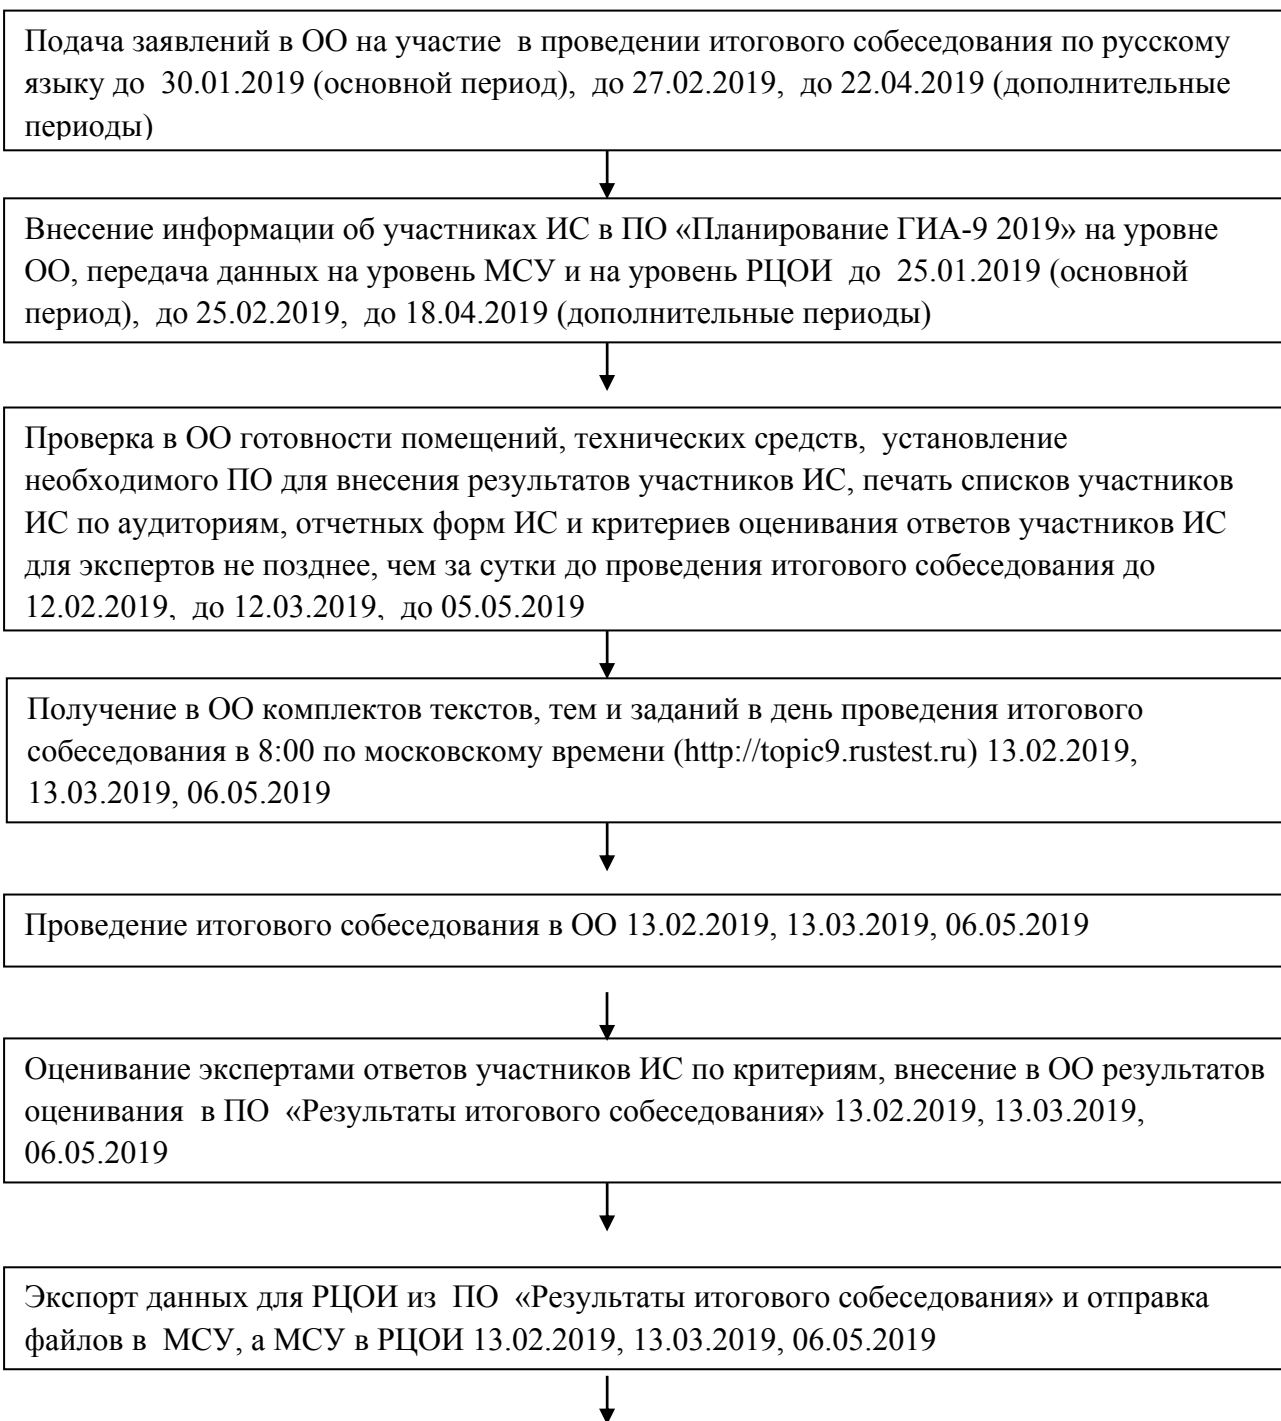 Подача заявлений в ОО на участие в проведении итогового собеседования по русскому
языку до 30.01.2019 (основной период), до 27.02.2019, до 22.04.2019 (дополнительные
периоды)
Внесение информации об участниках ИС в ПО «Планирование ГИА-9 2019» на уровне
ОО, передача данных на уровень МСУ и на уровень РЦОИ до 25.01.2019 (основной
период), до 25.02.2019, до 18.04.2019 (дополнительные периоды)
Проверка в ОО готовности помещений, технических средств, установление
необходимого ПО для внесения результатов участников ИС, печать списков участников
ИС по аудиториям, отчетных форм ИС и критериев оценивания ответов участников ИС
для экспертов не позднее, чем за сутки до проведения итогового собеседования до
12.02.2019, до 12.03.2019, до 05.05.2019
Получение в ОО комплектов текстов, тем и заданий в день проведения итогового
собеседования в 8:00 по московскому времени (http://topic9.rustest.ru) 13.02.2019,
13.03.2019, 06.05.2019
Проведение итогового собеседования в ОО 13.02.2019, 13.03.2019, 06.05.2019
Оценивание экспертами ответов участников ИС по критериям, внесение в ОО результатов
оценивания в ПО «Результаты итогового собеседования» 13.02.2019, 13.03.2019,
06.05.2019
Экспорт данных для РЦОИ из ПО «Результаты итогового собеседования» и отправка
файлов в МСУ, а МСУ в РЦОИ 13.02.2019, 13.03.2019, 06.05.2019